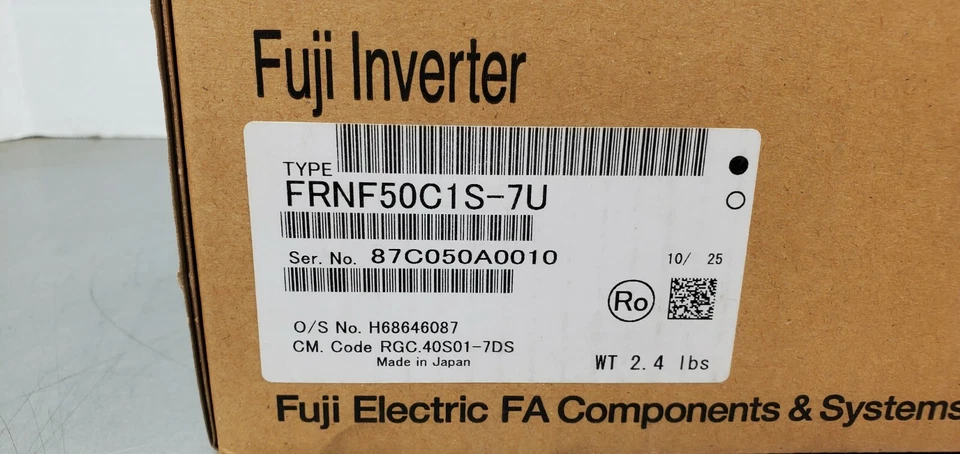 Fuji Inverter
TYPE
FRNF50C1S-7U
Ser. No. 87C050A0010
10/ 25
Ro
O/S No. H68646087
CM. Code RGC.40S01-7DS
Made in Japan
WT 2.4 lbs
Fuji Electric FA Components & Systems